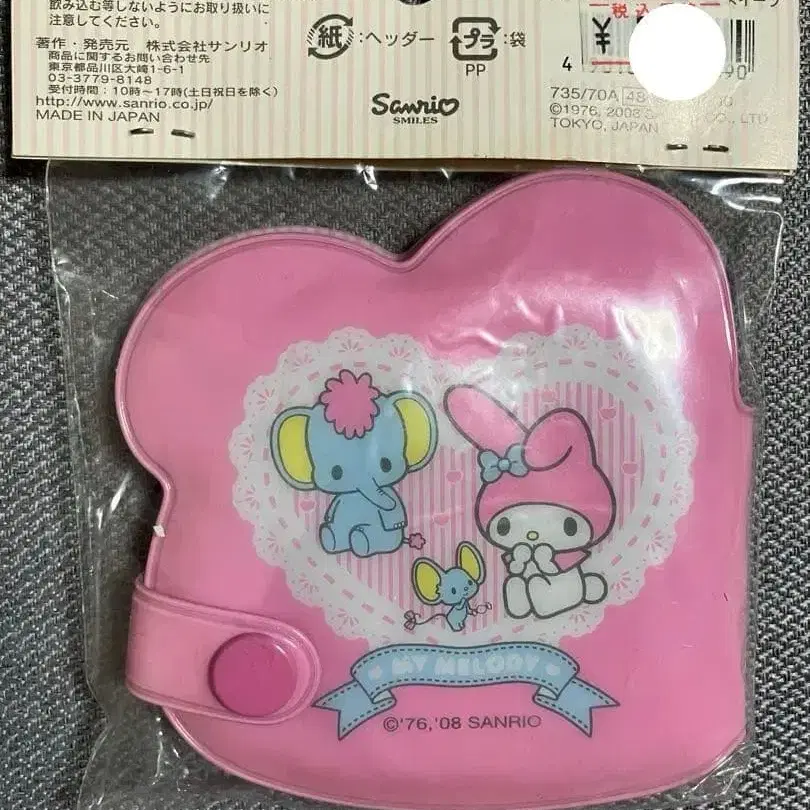 飲み込む等しないようにお取り扱いに
注意してください。
著作・発売元 株式会社サンリオ
商品に関するお問い合わせ先
東京都品川区大崎1-6-1
03-3779-8148
受付時間：10時〜17時(土日祝日を除く)
http://www.sanrio.co.jp/
MADE IN JAPAN
紙:ヘッダー
プラ:袋
PP
Sanrio
SMILES
税込
¥
4
90
735/70A 48
©1976, 2008 S CO., LTD
TOKYO, JAPAN
MY MELODY
©'76,'08 SANRIO